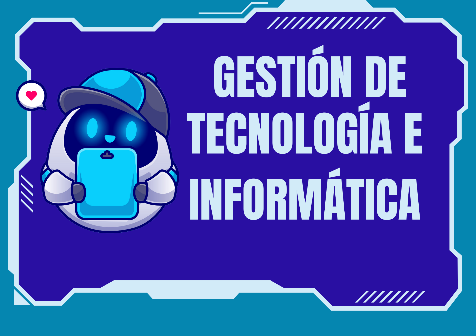 GESTIÓN DE
TECNOLOGÍA E
INFORMÁTICA